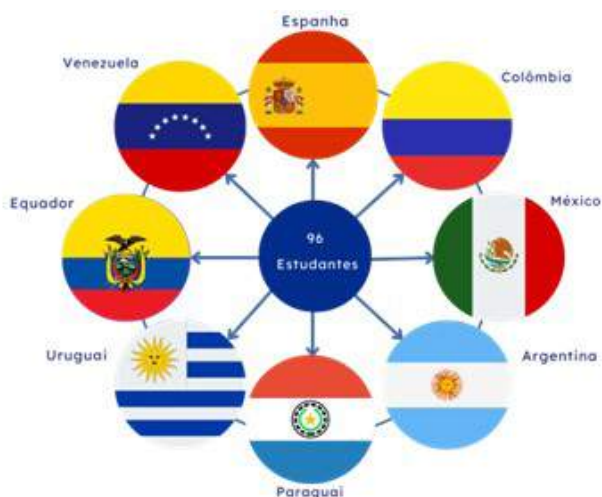 Espanha
Venezuela
Colômbia
Equador
México
96
Estudantes
Uruguai
Argentina
Paraguai